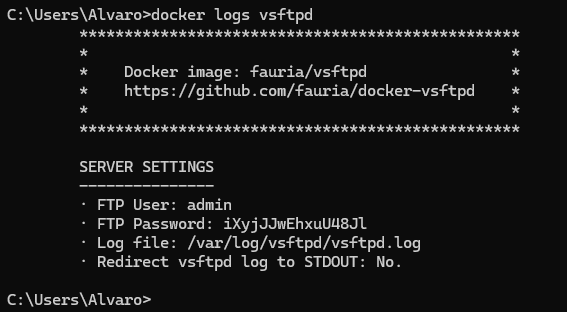 C:\Users\Alvaro>docker logs vsftpd
*************************************************
* *
* Docker image: fauria/vsftpd *
* https://github.com/fauria/docker-vsftpd *
* *
*************************************************
SERVER SETTINGS
---------------
· FTP User: admin
· FTP Password: iXyjJJwEhxuU48Jl
· Log file: /var/log/vsftpd/vsftpd.log
· Redirect vsftpd log to STDOUT: No.
C:\Users\Alvaro>